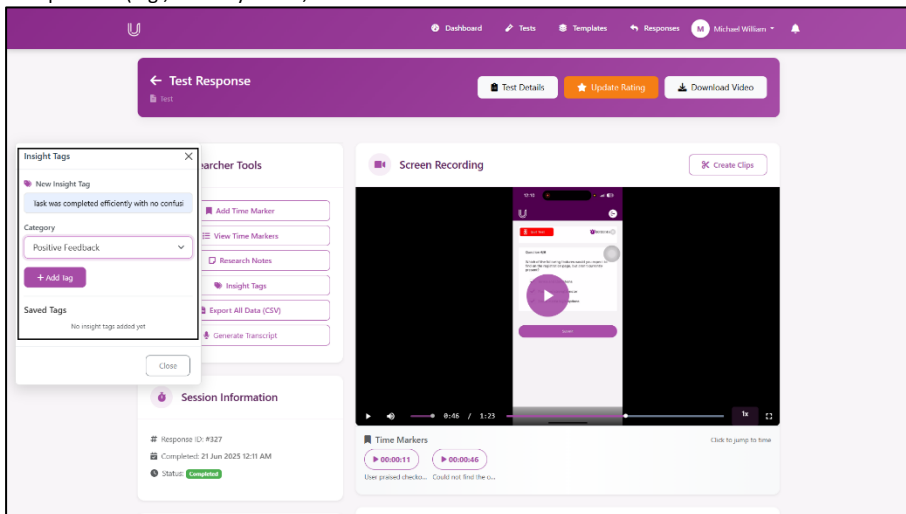 U
Dashboard
Tests
Templates
Responses
M
Michael William
← Test Response
Test
Test Details
Update Rating
Download Video
Insight Tags
New Insight Tag
Task was completed efficiently with no confusi
Category
Positive Feedback
+ Add Tag
Saved Tags
No insight tags added yet
Close
earcher Tools
Add Time Marker
View Time Markers
Research Notes
Insight Tags
Export All Data (CSV)
Generate Transcript
Session Information
# Response ID: #327
Completed: 21 Jun 2025 12:11 AM
Status: Completed
Screen Recording
Create Clips
12:12
U
0:46 / 1:23
1x
Time Markers
Click to jump to time
00:00:11
00:00:46
User praised checko...
Could not find the o...